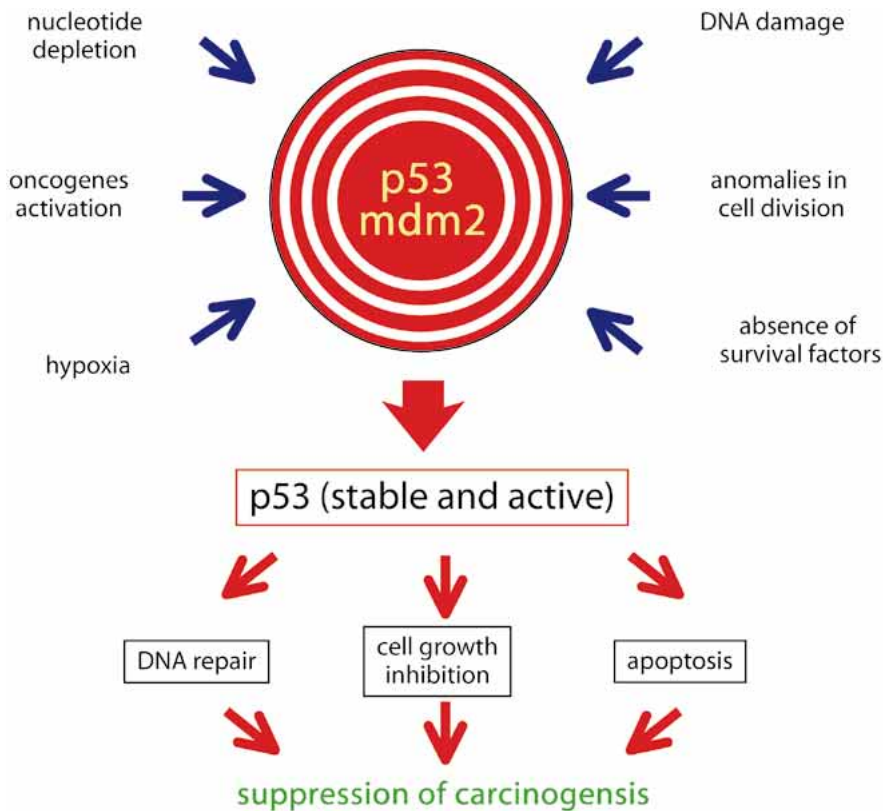 nucleotide
depletion
DNA damage
oncogenes
activation
p53
mdm2
anomalies in
cell division
hypoxia
absence of
survival factors
p53 (stable and active)
DNA repair
cell growth
inhibition
apoptosis
suppression of carcinogensis